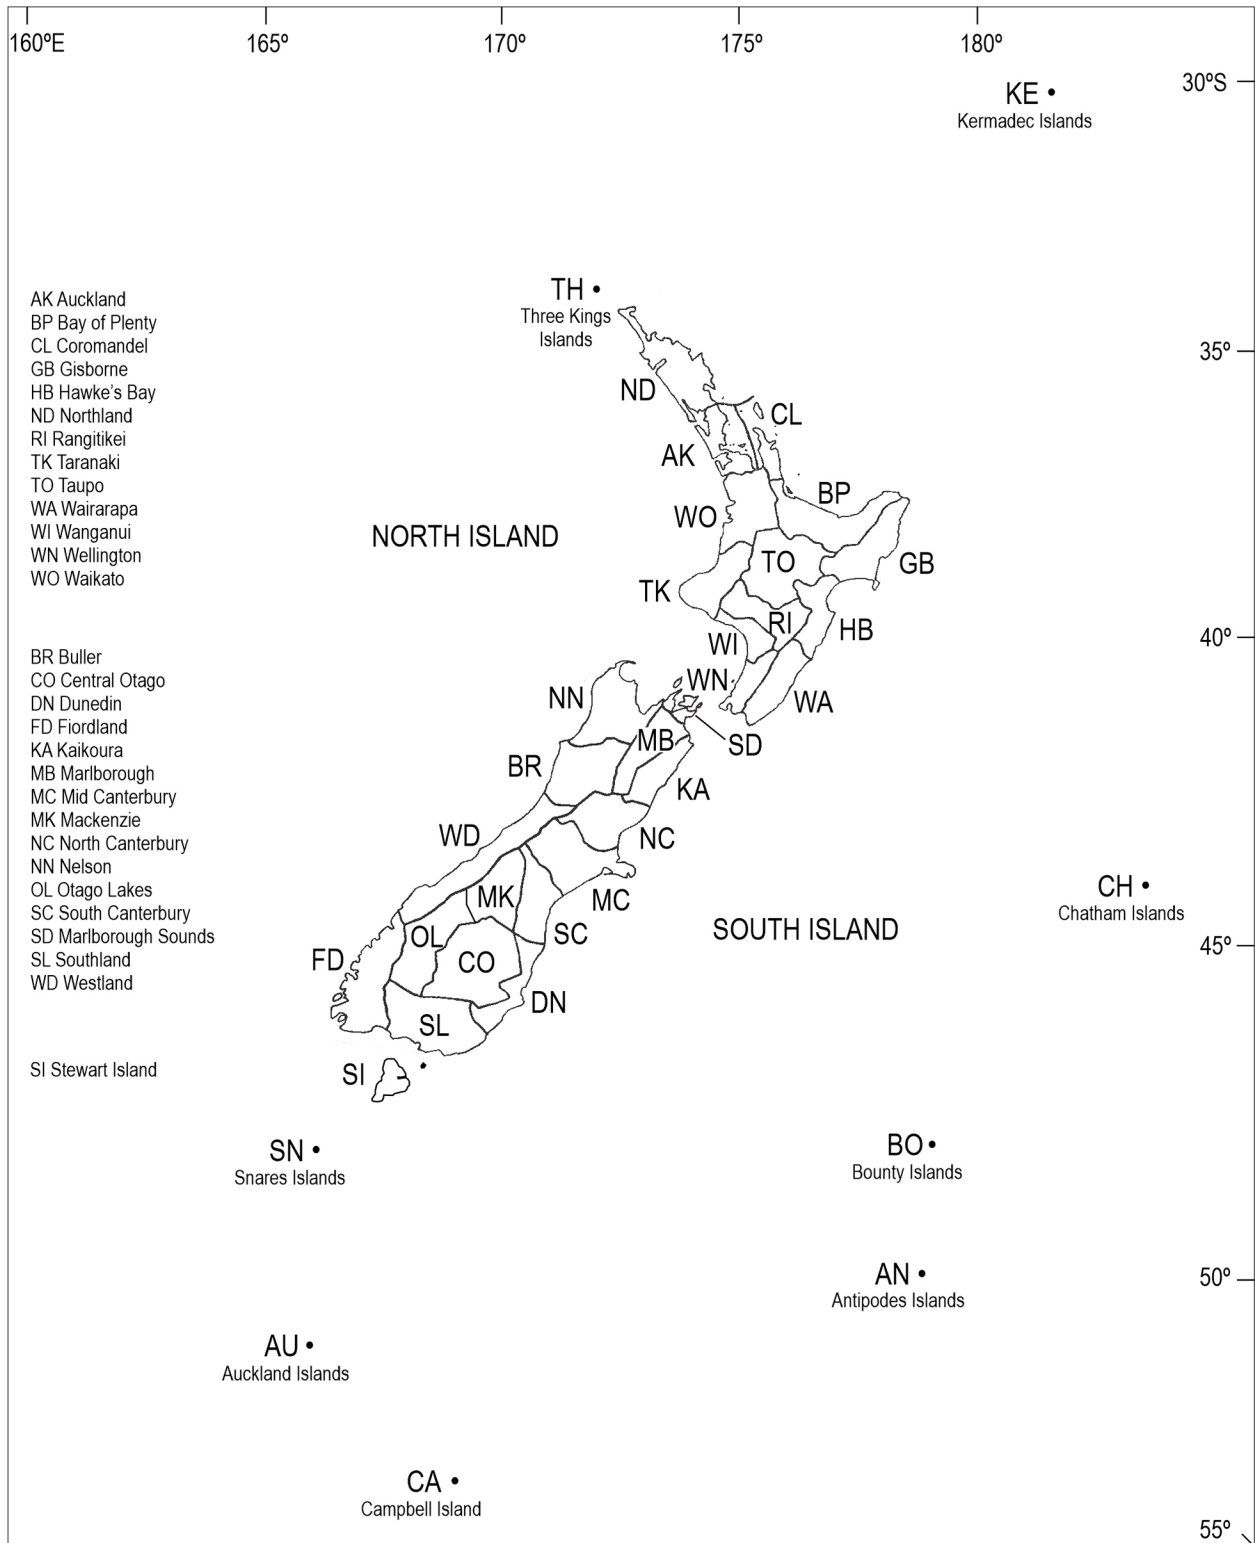 160ºE
165º
170º
175º
180º
30ºS
KE
Kermadec Islands
TH
Three Kings
Islands
AK Auckland
BP Bay of Plenty
CL Coromandel
GB Gisborne
HB Hawke's Bay
ND Northland
RI Rangitikei
TK Taranaki
TO Taupo
WA Wairarapa
WI Wanganui
WN Wellington
WO Waikato
35º
ND
CL
AK
BP
WO
NORTH ISLAND
TO
GB
TK
RI
HB
WI
40º
BR Buller
CO Central Otago
DN Dunedin
FD Fiordland
KA Kaikoura
MB Marlborough
MC Mid Canterbury
MK Mackenzie
NC North Canterbury
NN Nelson
OL Otago Lakes
SC South Canterbury
SD Marlborough Sounds
SL Southland
WD Westland
WN
NN
WA
MB
SD
BR
KA
WD
NC
MK
MC
CH
Chatham Islands
SOUTH ISLAND
OL
SC
45º
FD
CO
DN
SL
SI Stewart Island
SI
SN
Snares Islands
BO
Bounty Islands
AN
Antipodes Islands
50º
AU
Auckland Islands
CA
Campbell Island
55º